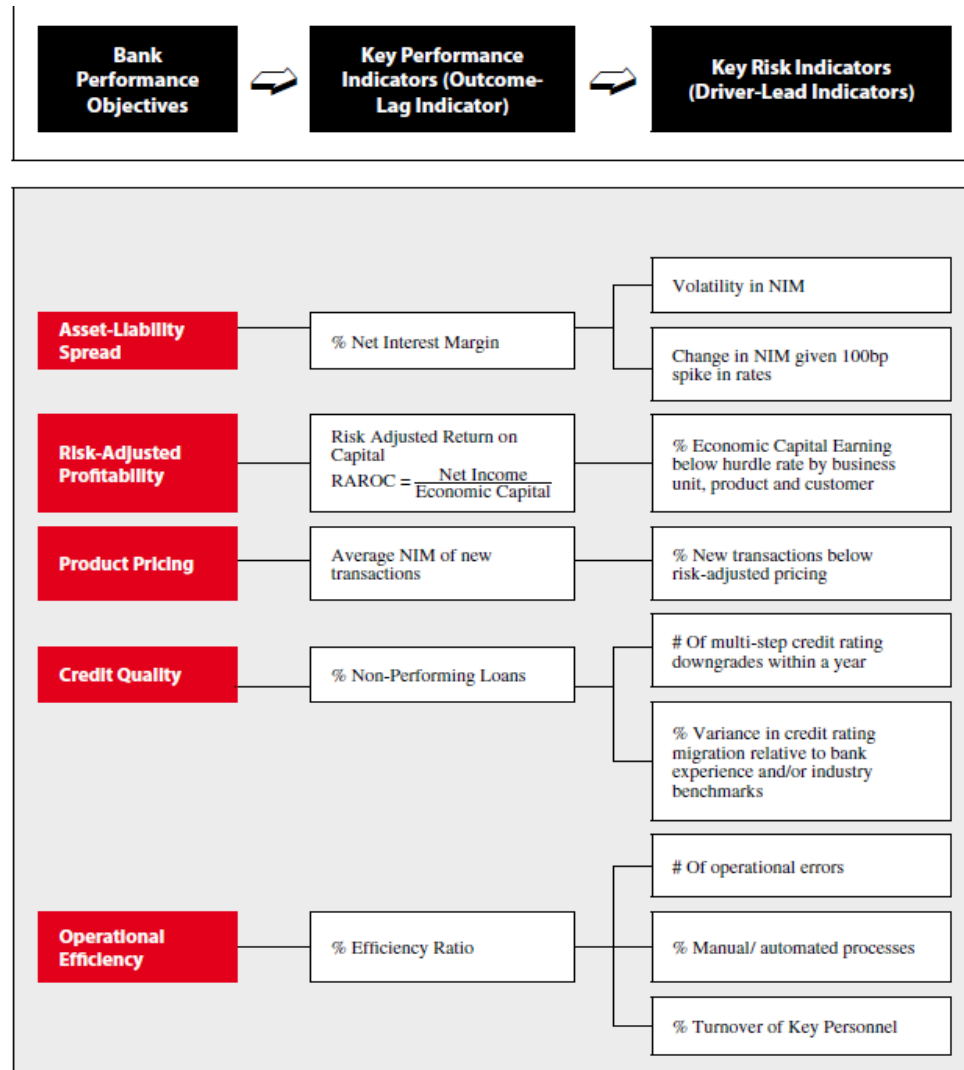 Bank
Performance
Objectives
Key Performance
Indicators (Outcome-
Lag Indicator)
Key Risk Indicators
(Driver-Lead Indicators)
Asset-Liability
Spread
% Net Interest Margin
Volatility in NIM
Change in NIM given 100bp
spike in rates
Risk-Adjusted
Profitability
Risk Adjusted Return on
Capital
RAROC = Net Income
Economic Capital
% Economic Capital Earning
below hurdle rate by business
unit, product and customer
Product Pricing
Average NIM of new
transactions
% New transactions below
risk-adjusted pricing
Credit Quality
% Non-Performing Loans
# Of multi-step credit rating
downgrades within a year
% Variance in credit rating
migration relative to bank
experience and/or industry
benchmarks
Operational
Efficiency
% Efficiency Ratio
# Of operational errors
% Manual/ automated processes
% Turnover of Key Personnel